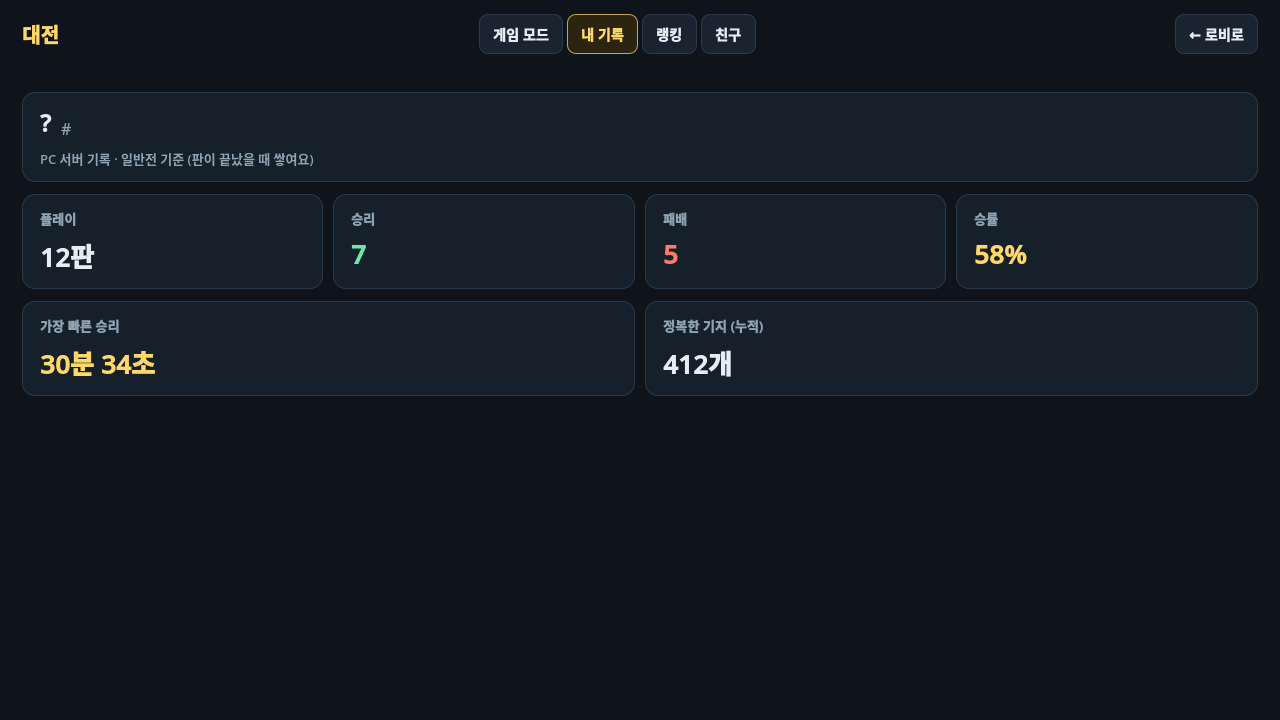 대전
게임 모드
내 기록
랭킹
친구
← 로비로
? #
PC 서버 기록 · 일반전 기준 (판이 끝났을 때 쌓여요)
플레이
12판
승리
7
패배
5
승률
58%
가장 빠른 승리
30분 34초
정복한 기지 (누적)
412개